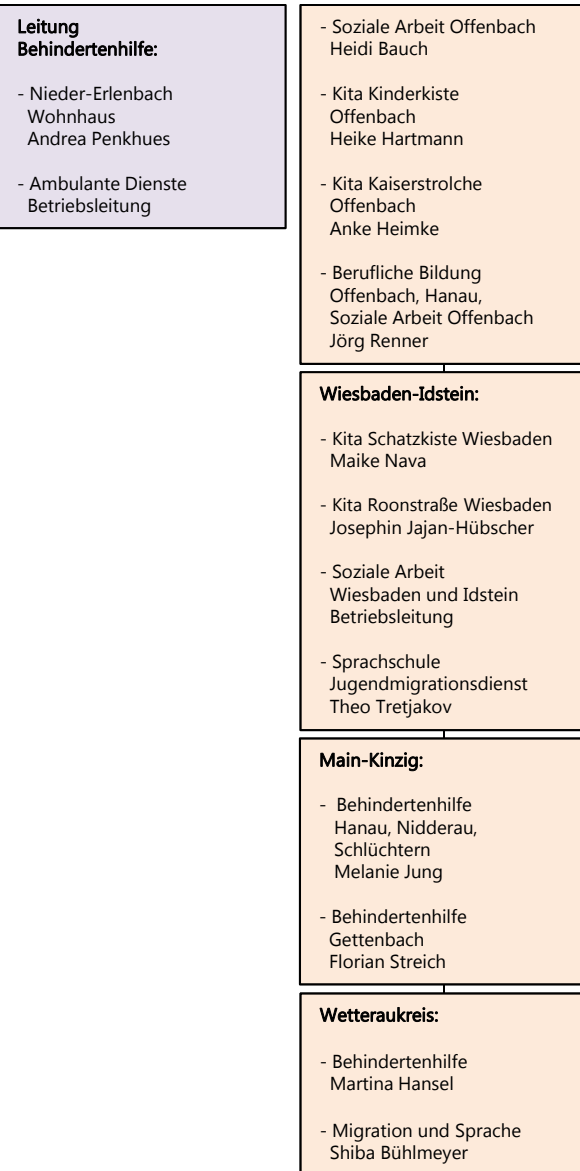 Leitung
Behindertenhilfe:
- Nieder-Erlenbach
Wohnhaus
Andrea Penkhues
- Ambulante Dienste
Betriebsleitung
- Soziale Arbeit Offenbach
Heidi Bauch
- Kita Kinderkiste
Offenbach
Heike Hartmann
- Kita Kaiserstrolche
Offenbach
Anke Heimke
- Berufliche Bildung
Offenbach, Hanau,
Soziale Arbeit Offenbach
Jörg Renner
Wiesbaden-Idstein:
- Kita Schatzkiste Wiesbaden
Maike Nava
- Kita Roonstraße Wiesbaden
Josephin Jajan-Hübscher
- Soziale Arbeit
Wiesbaden und Idstein
Betriebsleitung
- Sprachschule
Jugendmigrationsdienst
Theo Tretjakov
Main-Kinzig:
- Behindertenhilfe
Hanau, Nidderau,
Schlüchtern
Melanie Jung
- Behindertenhilfe
Gettenbach
Florian Streich
Wetteraukreis:
- Behindertenhilfe
Martina Hansel
- Migration und Sprache
Shiba Bühlmeyer